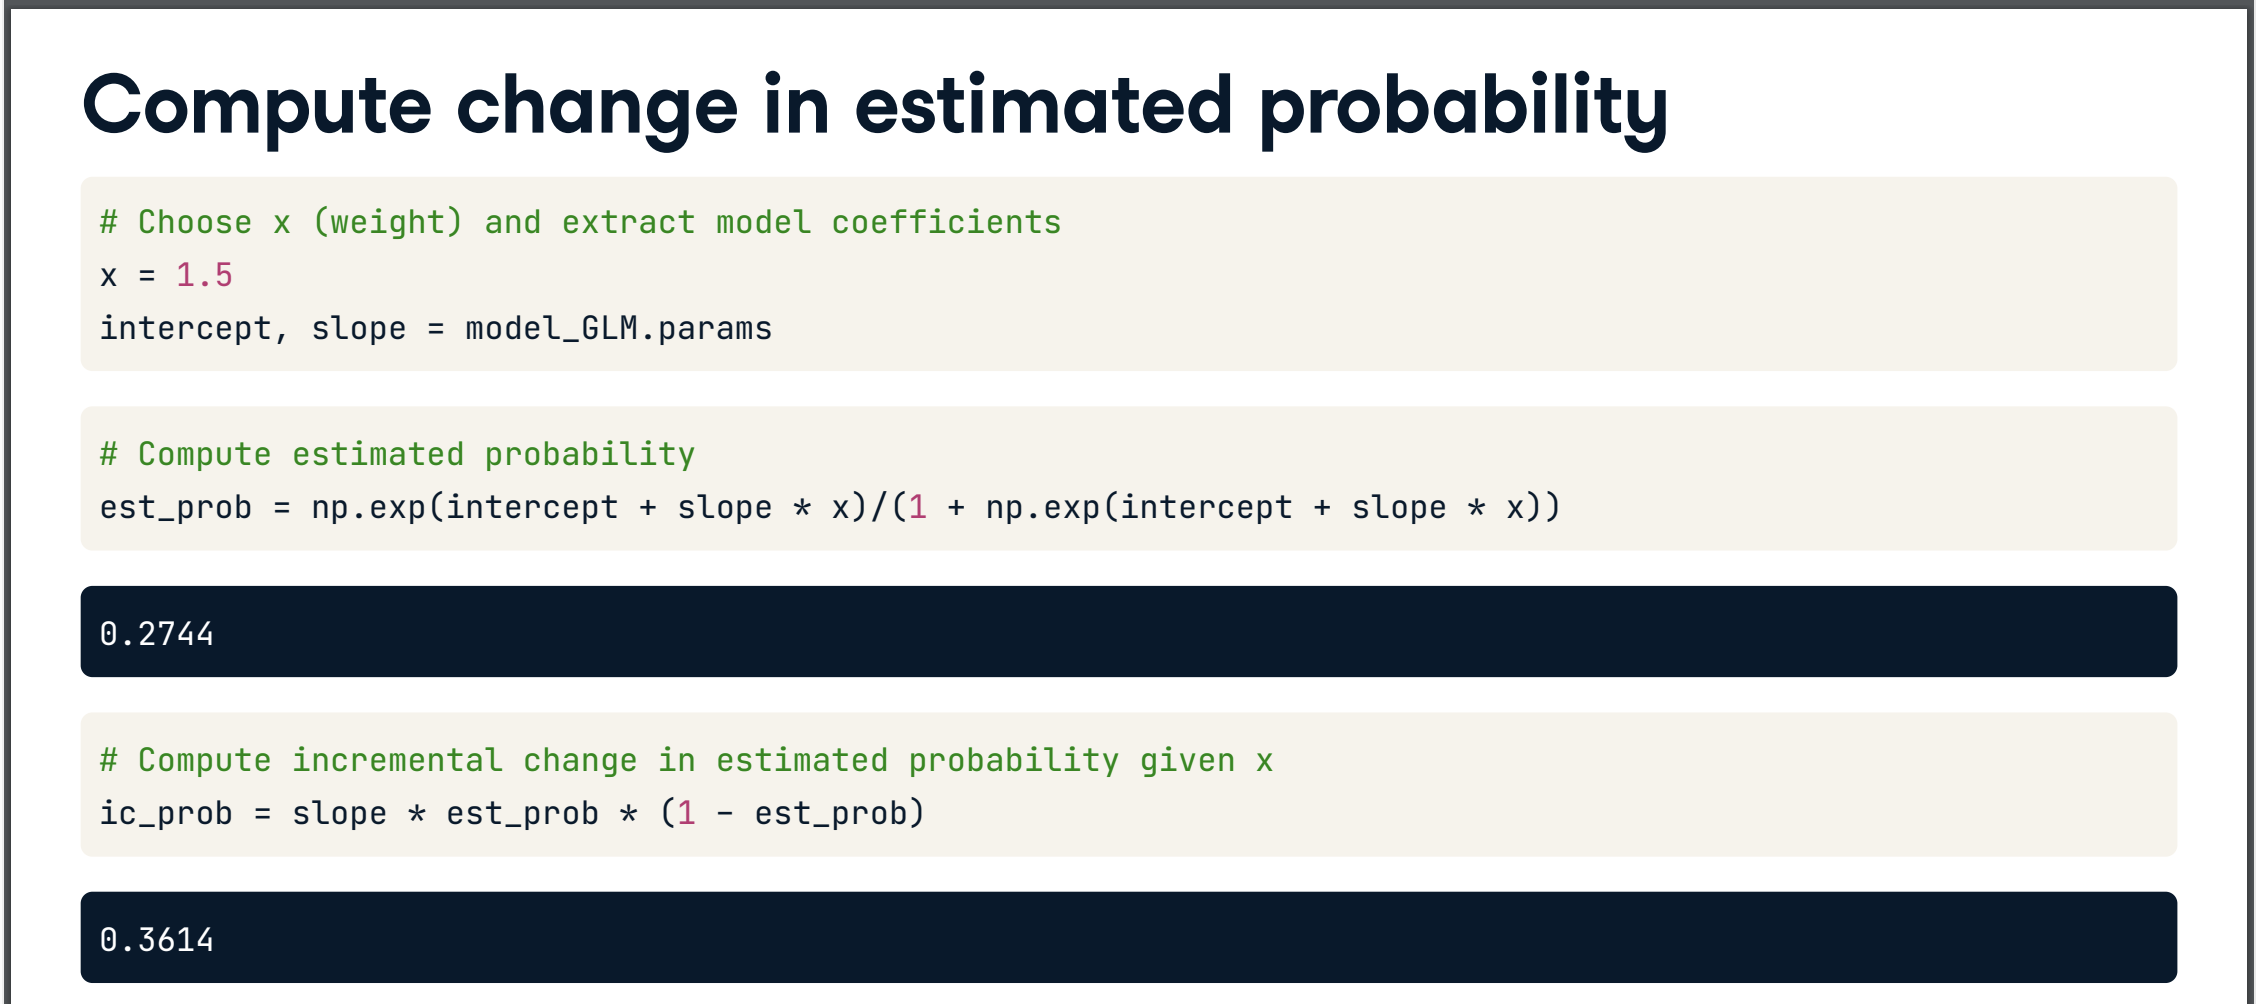 Compute change in estimated probability
# Choose x (weight) and extract model coefficients
x = 1.5
intercept, slope = model_GLM.params
# Compute estimated probability
est_prob = np.exp(intercept + slope * x)/(1 + np.exp(intercept + slope * x))
0.2744
# Compute incremental change in estimated probability given x
ic_prob = slope * est_prob * (1 - est_prob)
0.3614